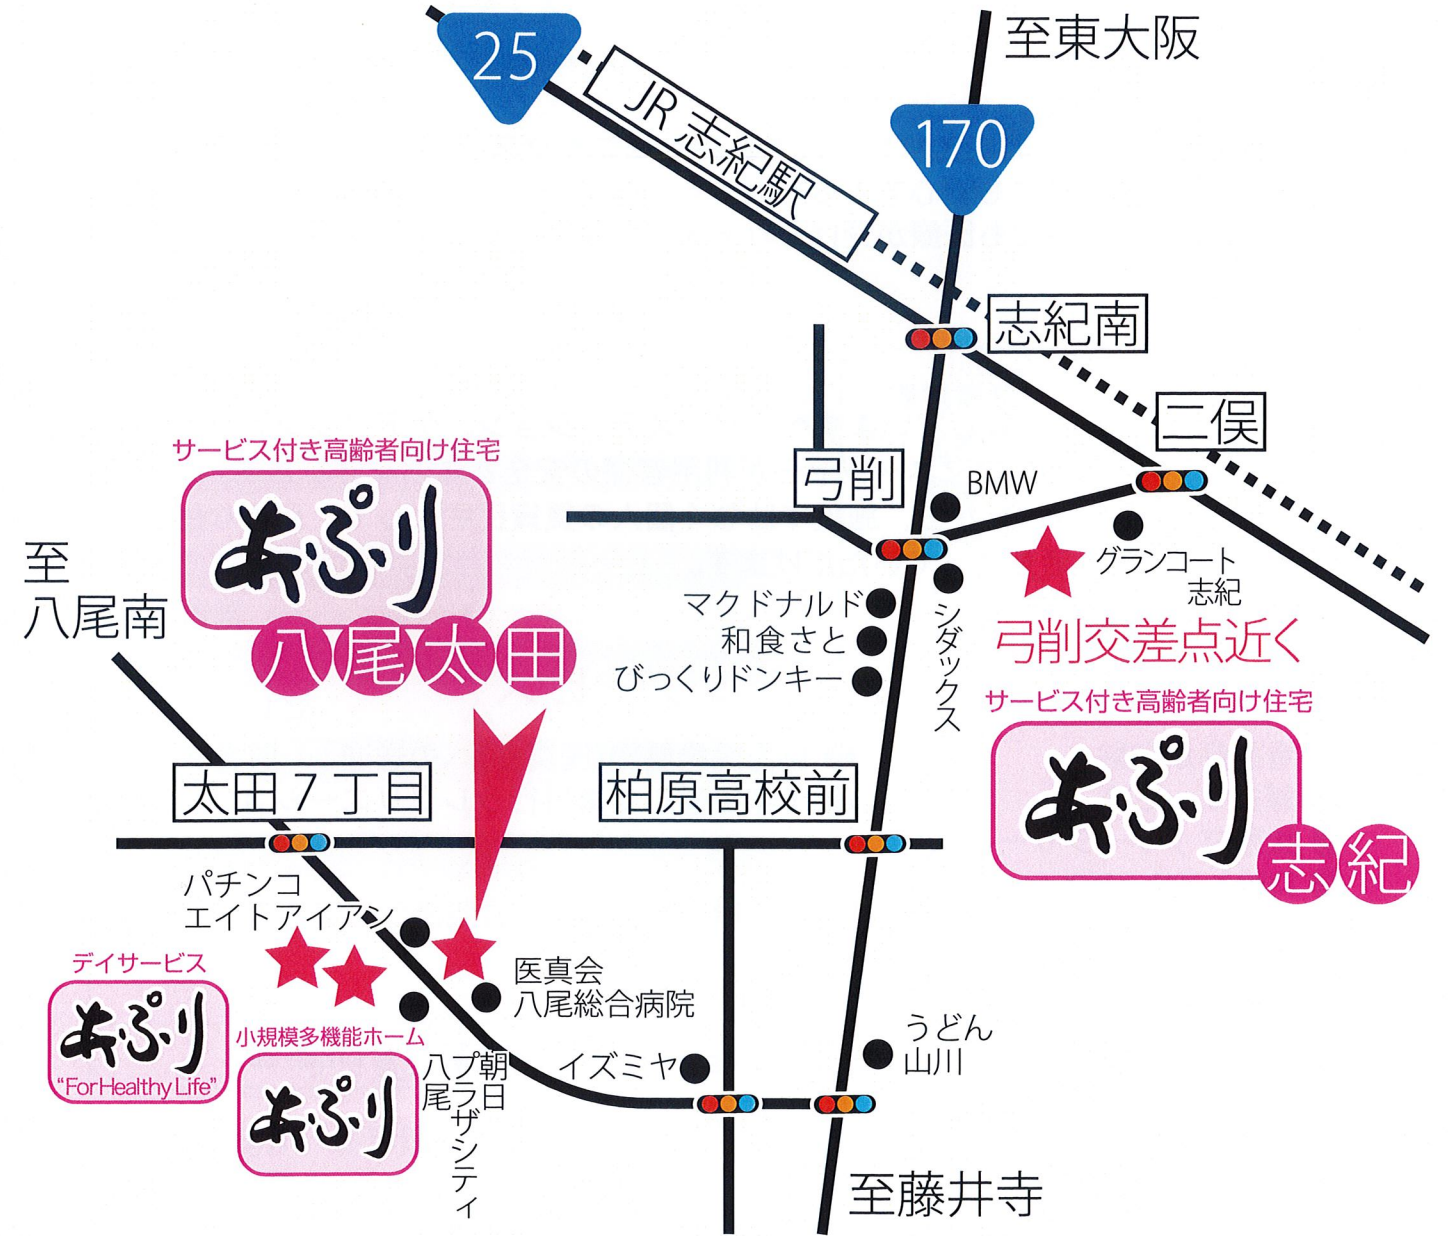 25
至東大阪
JR 志紀駅
170
志紀南
二俣
弓削
BMW
グランコート
志紀
サービス付き高齢者向け住宅
あぷり
八尾太田
至
八尾南
マクドナルド
和食さと
びっくりドンキー
シダックス
弓削交差点近く
サービス付き高齢者向け住宅
あぷり
志紀
太田7丁目
柏原高校前
パチンコ
エイトアイアン
デイサービス
あぷり
“For Healthy Life”
小規模多機能ホーム
あぷり
医真会
八尾総合病院
朝日
プラザシティ
八尾
イズミヤ
うどん
山川
至藤井寺